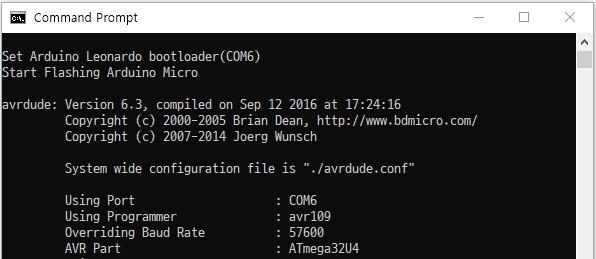 Command Prompt
Set Arduino Leonardo bootloader(COM6)
Start Flashing Arduino Micro
avrdude: Version 6.3, compiled on Sep 12 2016 at 17:24:16
Copyright (c) 2000-2005 Brian Dean, http://www.bdmicro.com/
Copyright (c) 2007-2014 Joerg Wunsch
System wide configuration file is "./avrdude.conf"
Using Port : COM6
Using Programmer : avr109
Overriding Baud Rate : 57600
AVR Part : ATmega32U4